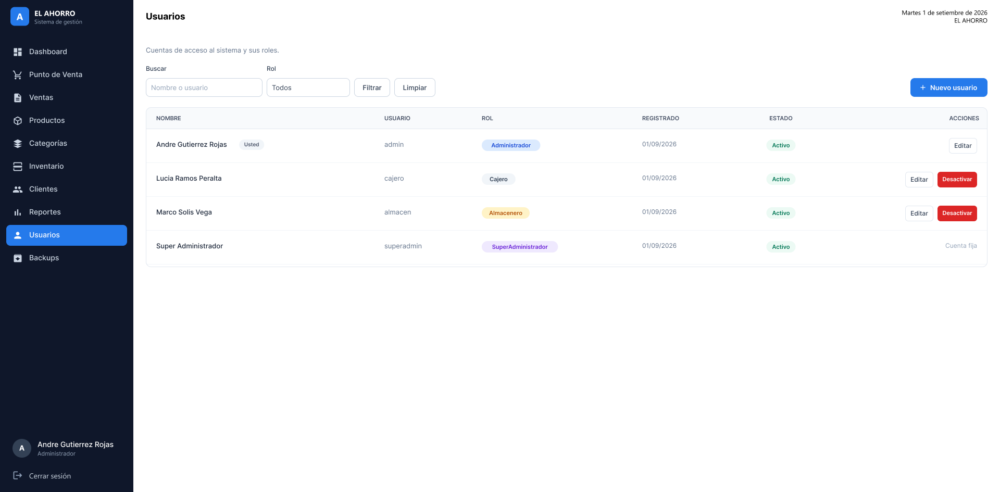 A
EL AHORRO
Sistema de gestión
Dashboard
Punto de Venta
Ventas
Productos
Categorías
Inventario
Clientes
Reportes
Usuarios
Backups
A
Andre Gutierrez Rojas
Administrador
Cerrar sesión
Usuarios
Martes 1 de setiembre de 2026
EL AHORRO
Cuentas de acceso al sistema y sus roles.
Buscar Rol
Nombre o usuario Todos Filtrar Limpiar + Nuevo usuario
NOMBRE USUARIO ROL REGISTRADO ESTADO ACCIONES
Andre Gutierrez Rojas Usted admin Administrador 01/09/2026 Activo Editar
Lucia Ramos Peralta cajero Cajero 01/09/2026 Activo Editar Desactivar
Marco Solis Vega almacen Almacenero 01/09/2026 Activo Editar Desactivar
Super Administrador superadmin SuperAdministrador 01/09/2026 Activo Cuenta fija